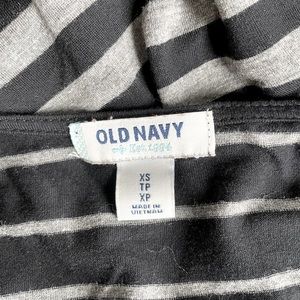 OLD NAVY
Est. 1994
XS
TP
XP
MADE IN
VIETNAM